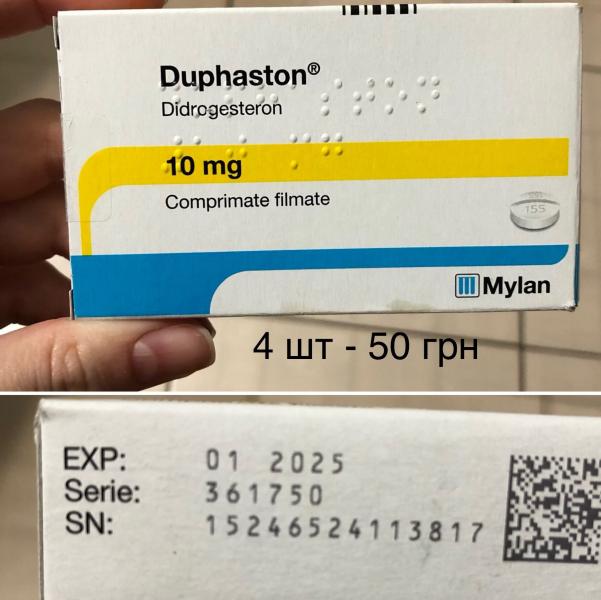 Duphaston®
Didrogesteron
10 mg
Comprimate filmate
155
Mylan
4 шт - 50 грн
EXP: 01 2025
Serie: 361750
SN: 15246524113817